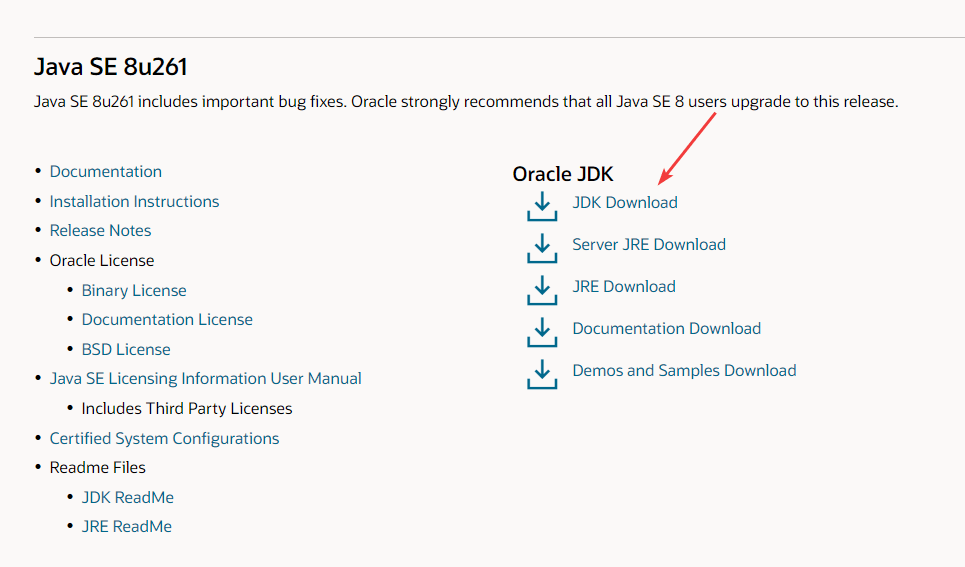 Java SE 8u261
Java SE 8u261 includes important bug fixes. Oracle strongly recommends that all Java SE 8 users upgrade to this release.
Documentation
Installation Instructions
Release Notes
Oracle License
Binary License
Documentation License
BSD License
Java SE Licensing Information User Manual
Includes Third Party Licenses
Certified System Configurations
Readme Files
JDK ReadMe
JRE ReadMe
Oracle JDK
JDK Download
Server JRE Download
JRE Download
Documentation Download
Demos and Samples Download